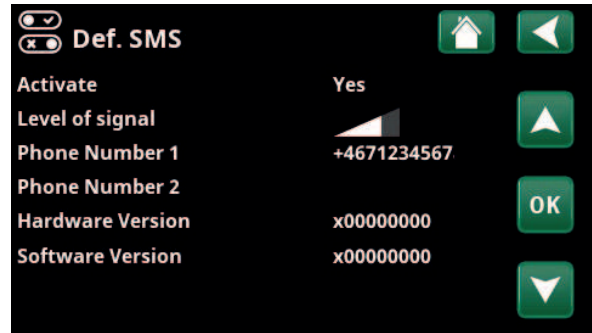 Def. SMS
Activate Yes
Level of signal
Phone Number 1 +4671234567
Phone Number 2
OK
Hardware Version x00000000
Software Version x00000000